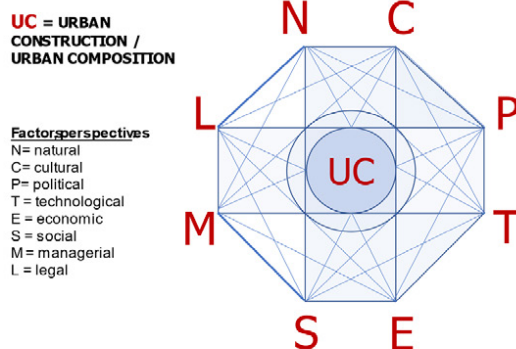 UC = URBAN
CONSTRUCTION /
URBAN COMPOSITION
Factors,perspectives
N= natural
C= cultural
P= political
T = technological
E = economic
S = social
M = managerial
L = legal
N C
L P
UC
M T
S E